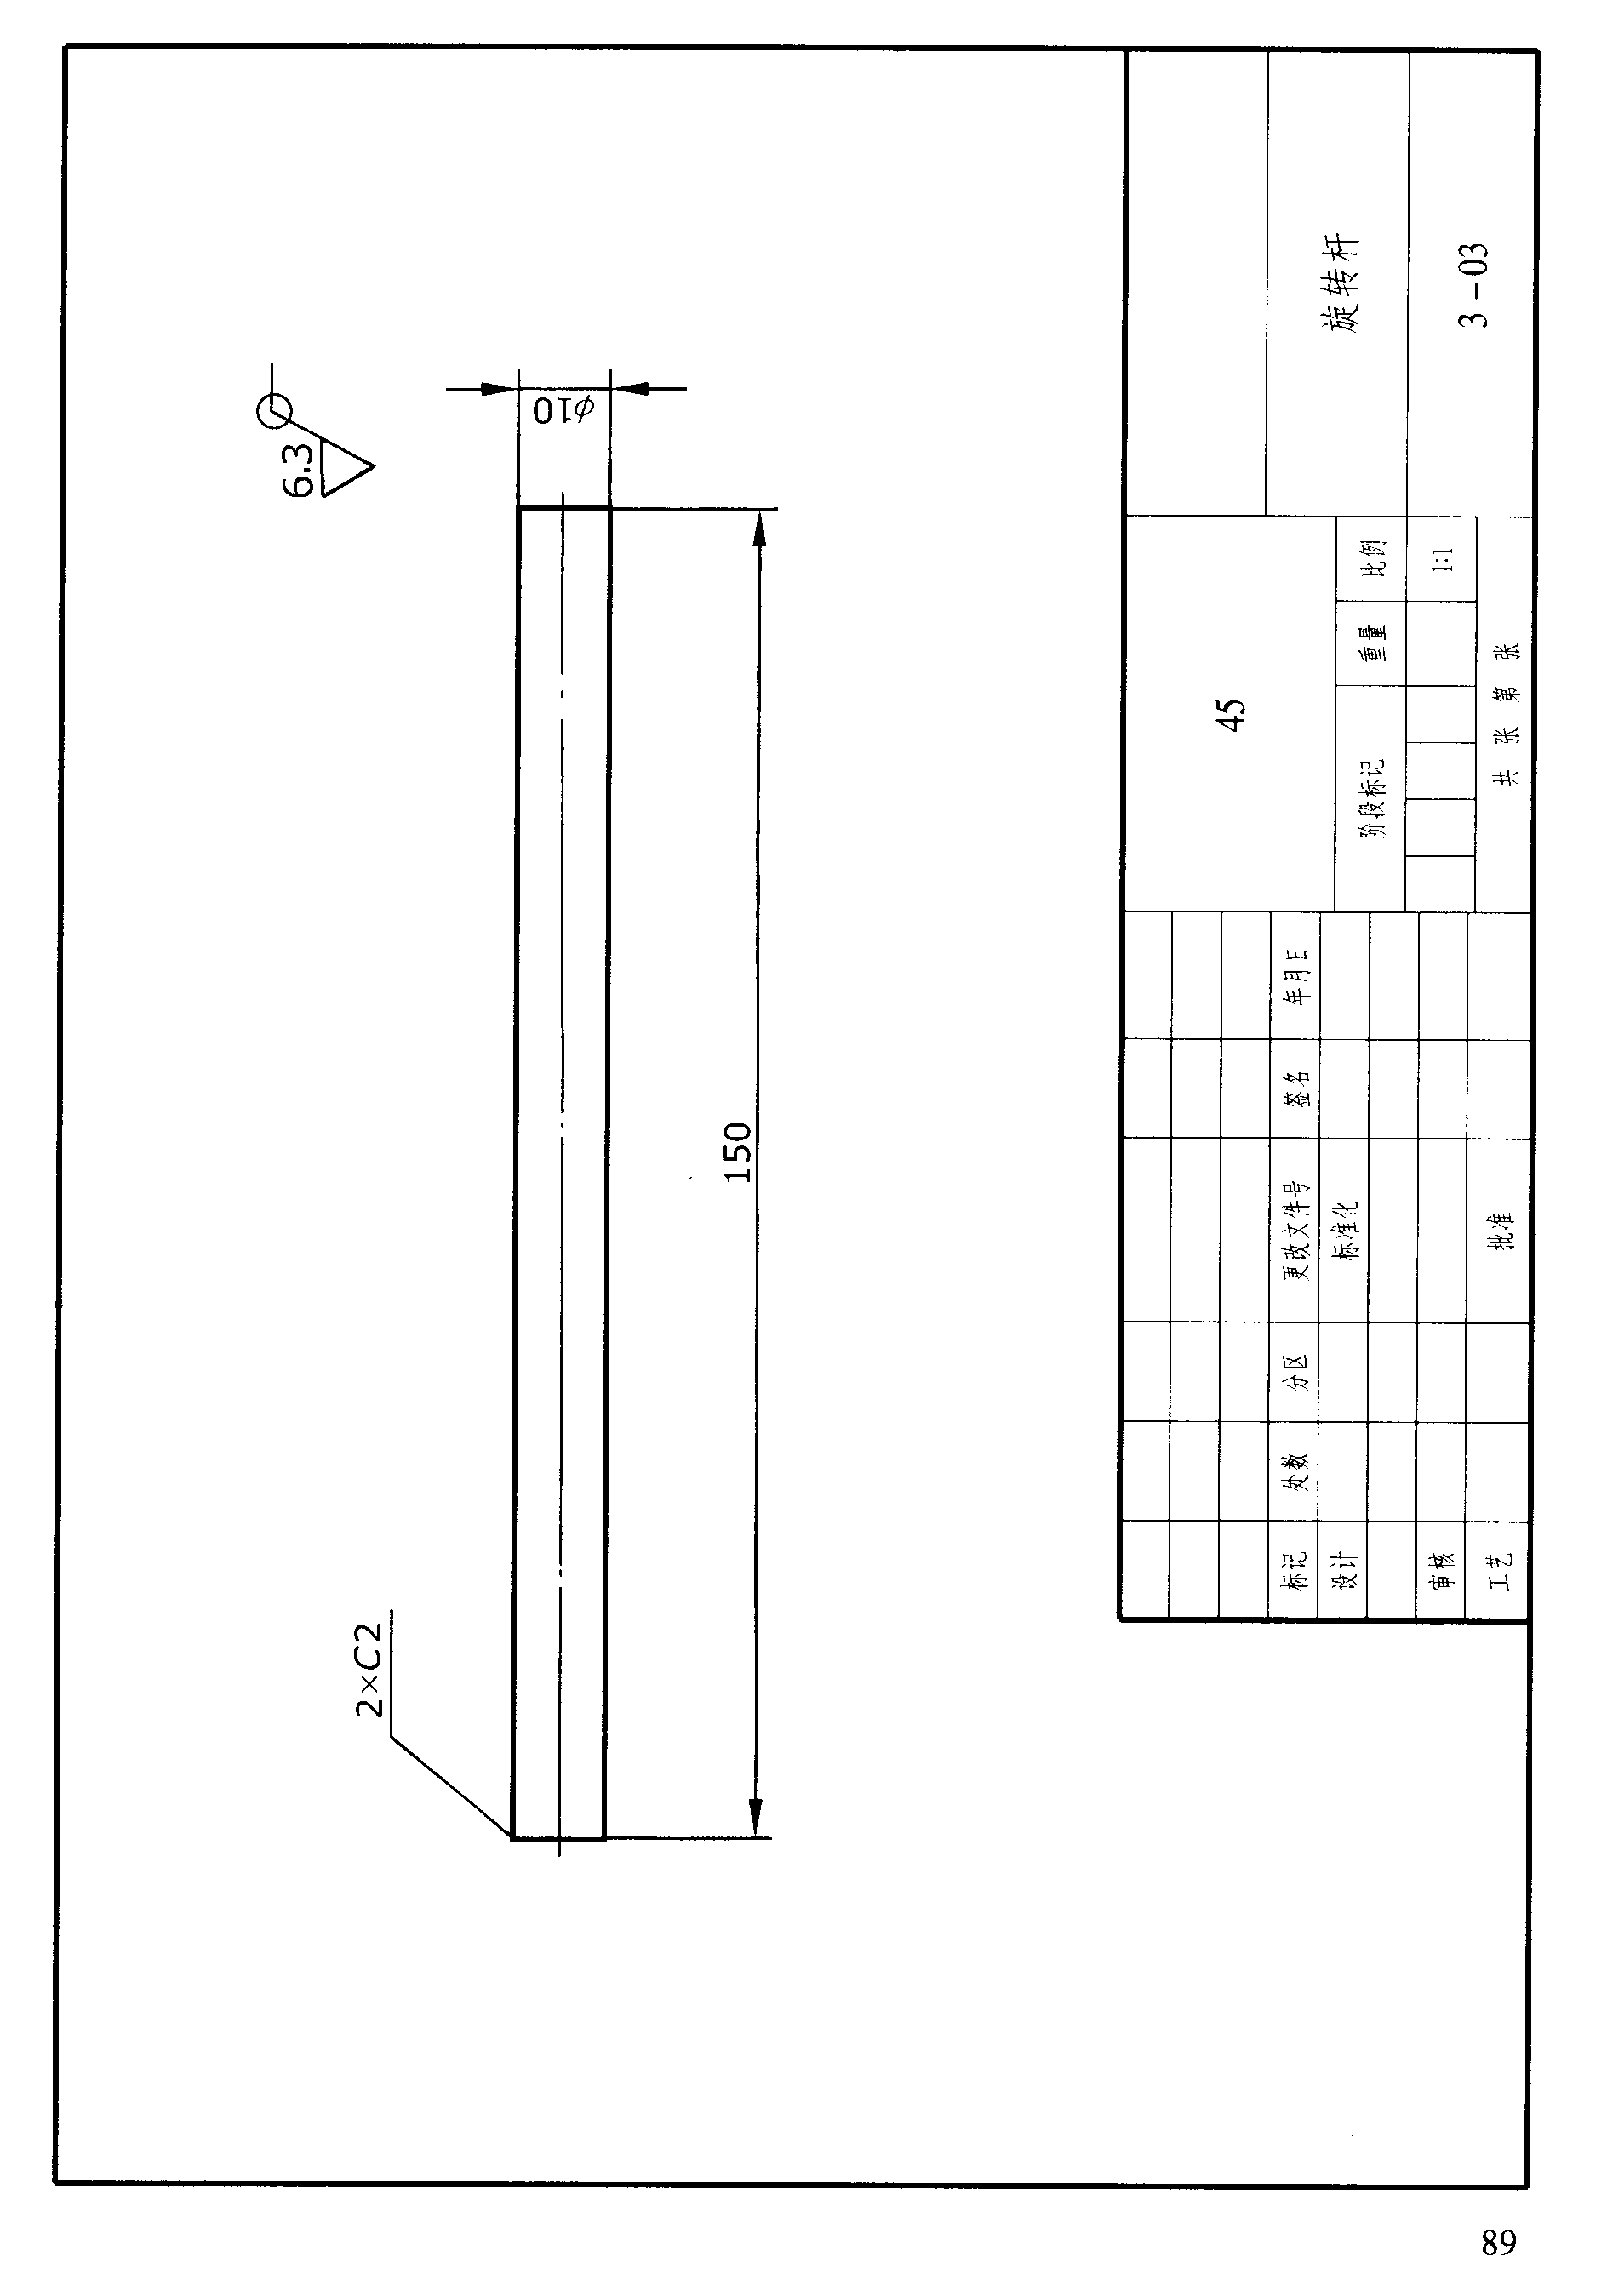 6.3
φ10
2×C2
150
45
旋转杆
标记 处数 分区 更改文件号 签名 年月日
设计 标准化
阶段标记 重量 比例
1:1
审核
工艺 批准
共 张 第 张
3-03
89